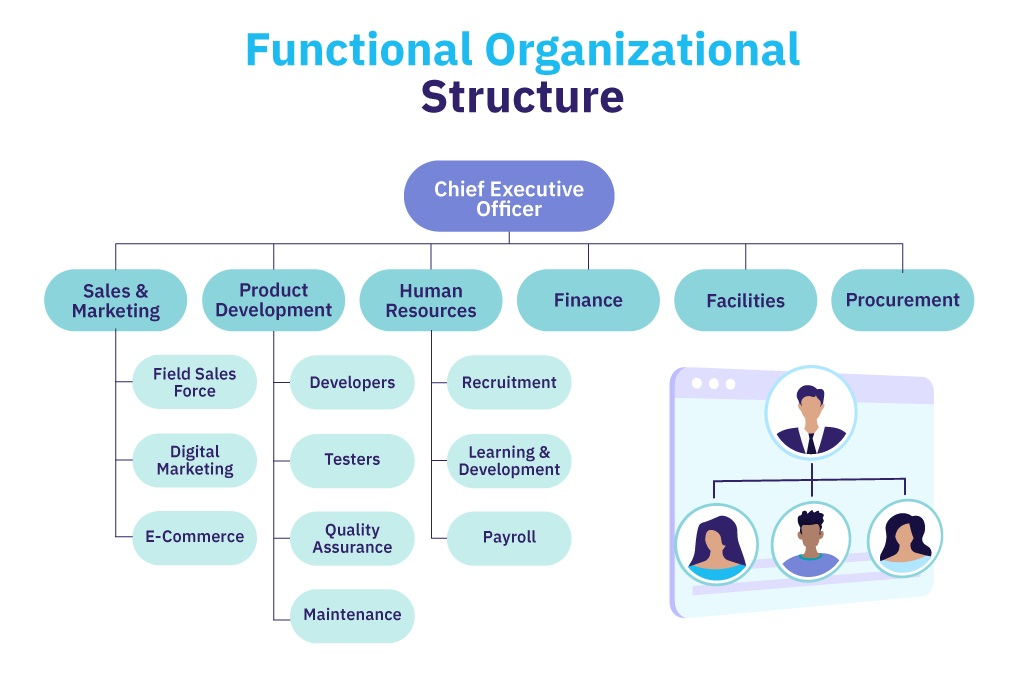 Functional Organizational
Structure
Chief Executive
Officer
Sales &
Marketing
Product
Development
Human
Resources
Finance
Facilities
Procurement
Field Sales
Force
Digital
Marketing
E-Commerce
Developers
Testers
Quality
Assurance
Maintenance
Recruitment
Learning &
Development
Payroll